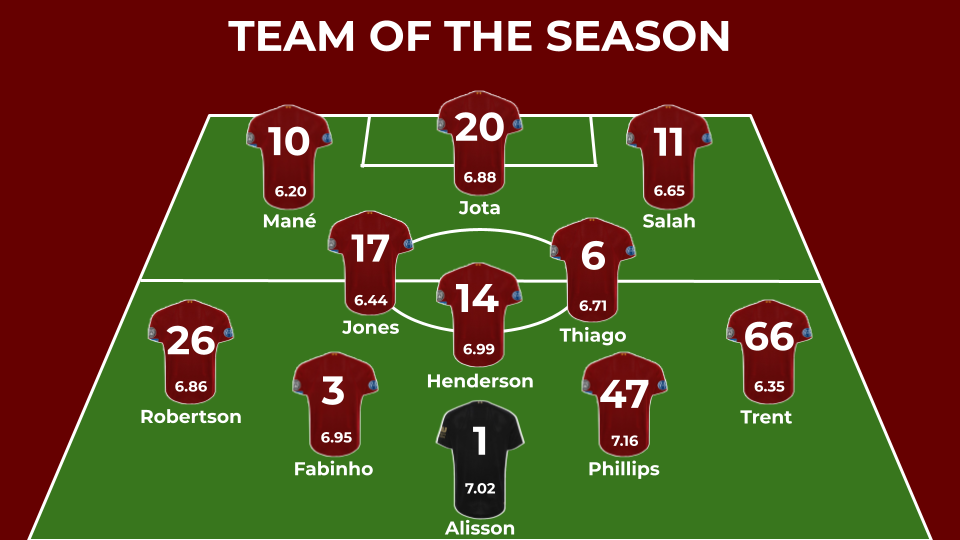 TEAM OF THE SEASON
10
6.20
Mané
20
6.88
Jota
11
6.65
Salah
17
6.44
Jones
14
6.99
Henderson
6
6.71
Thiago
26
6.86
Robertson
3
6.95
Fabinho
47
7.16
Phillips
66
6.35
Trent
1
7.02
Alisson